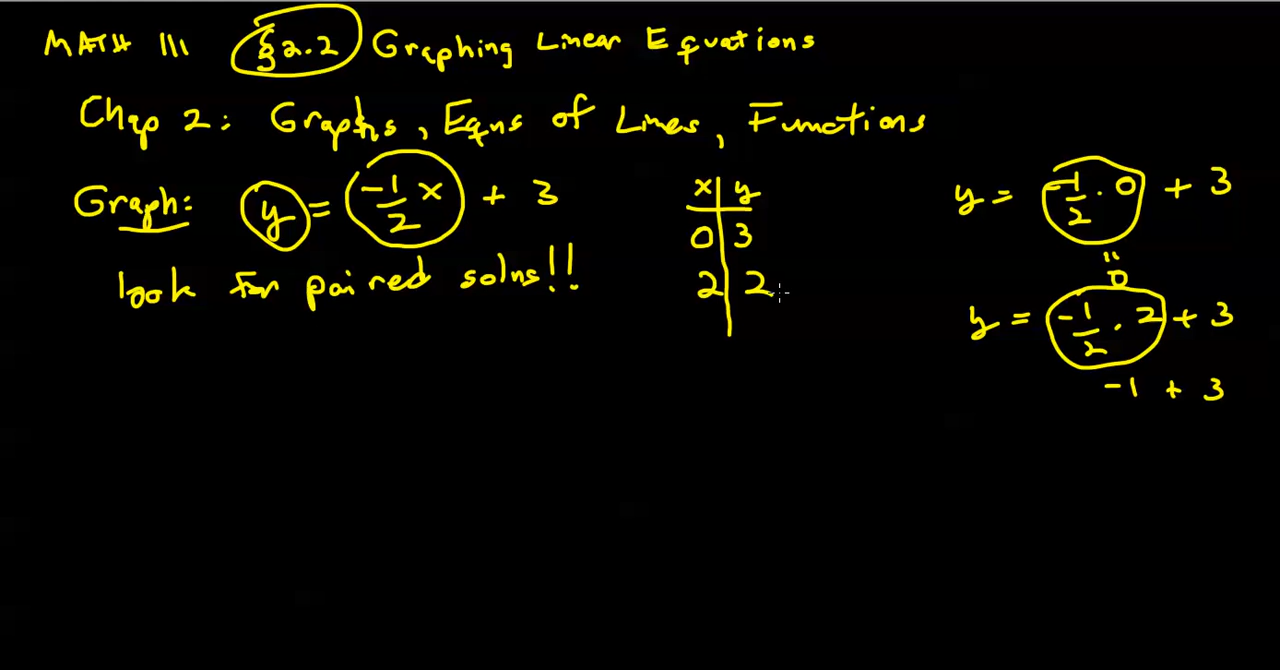 MATH 111 §2.2 Graphing Linear Equations
Chap 2: Graphs, Eqns of Lines, Functions
Graph: y = -1/2 x + 3
look for paired solns!!
x | y
0 | 3
2 | 2
y = -1/2 · 0 + 3
"
0
y = -1/2 · 2 + 3
-1 + 3